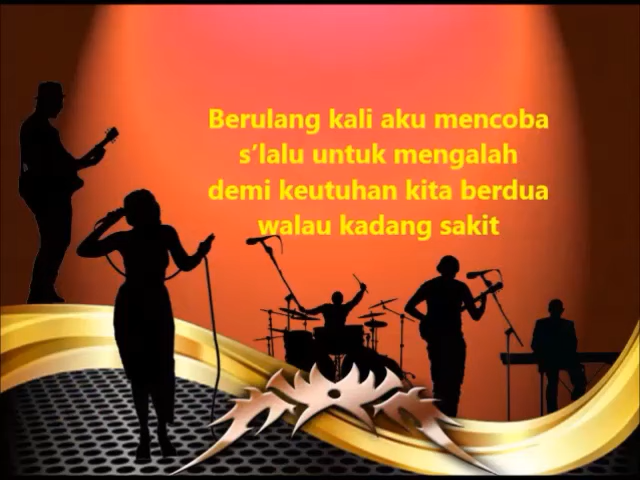 Berulang kali aku mencoba
s’lalu untuk mengalah
demi keutuhan kita berdua
walau kadang sakit